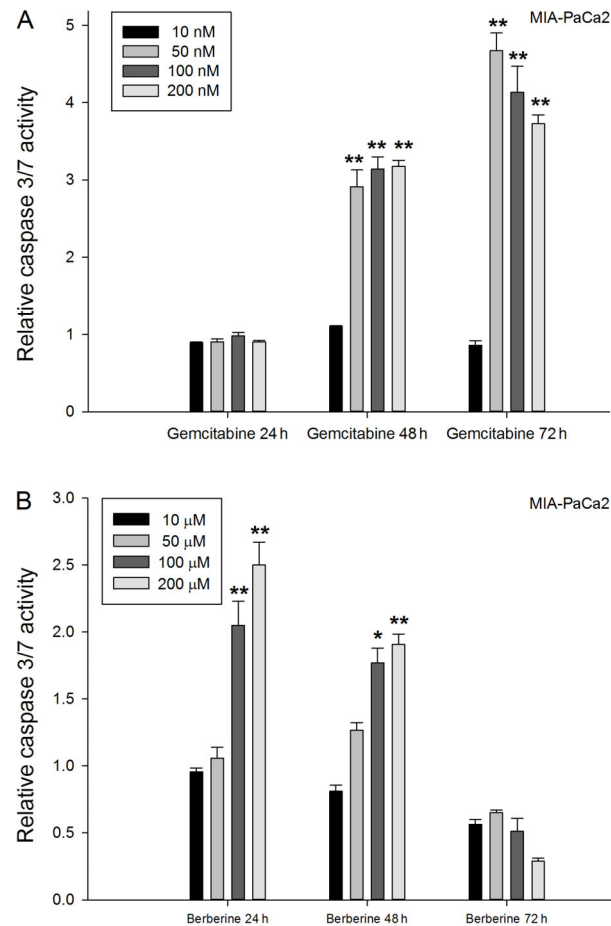 A
MIA-PaCa2
10 nM
50 nM
100 nM
200 nM
Relative caspase 3/7 activity
5
4
3
2
1
0
**
**
**
**
**
**
Gemcitabine 24 h
Gemcitabine 48 h
Gemcitabine 72 h
B
MIA-PaCa2
10 μM
50 μM
100 μM
200 μM
Relative caspase 3/7 activity
3.0
2.5
2.0
1.5
1.0
0.5
0.0
**
**
*
**
Berberine 24 h
Berberine 48 h
Berberine 72 h